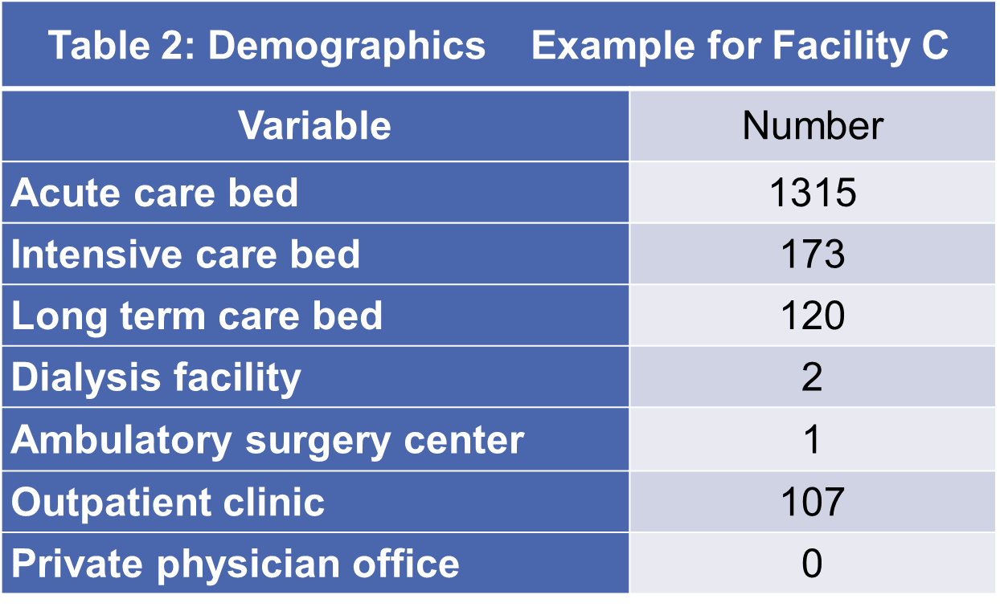 Table 2: Demographics Example for Facility C
Variable Number
Acute care bed 1315
Intensive care bed 173
Long term care bed 120
Dialysis facility 2
Ambulatory surgery center 1
Outpatient clinic 107
Private physician office 0